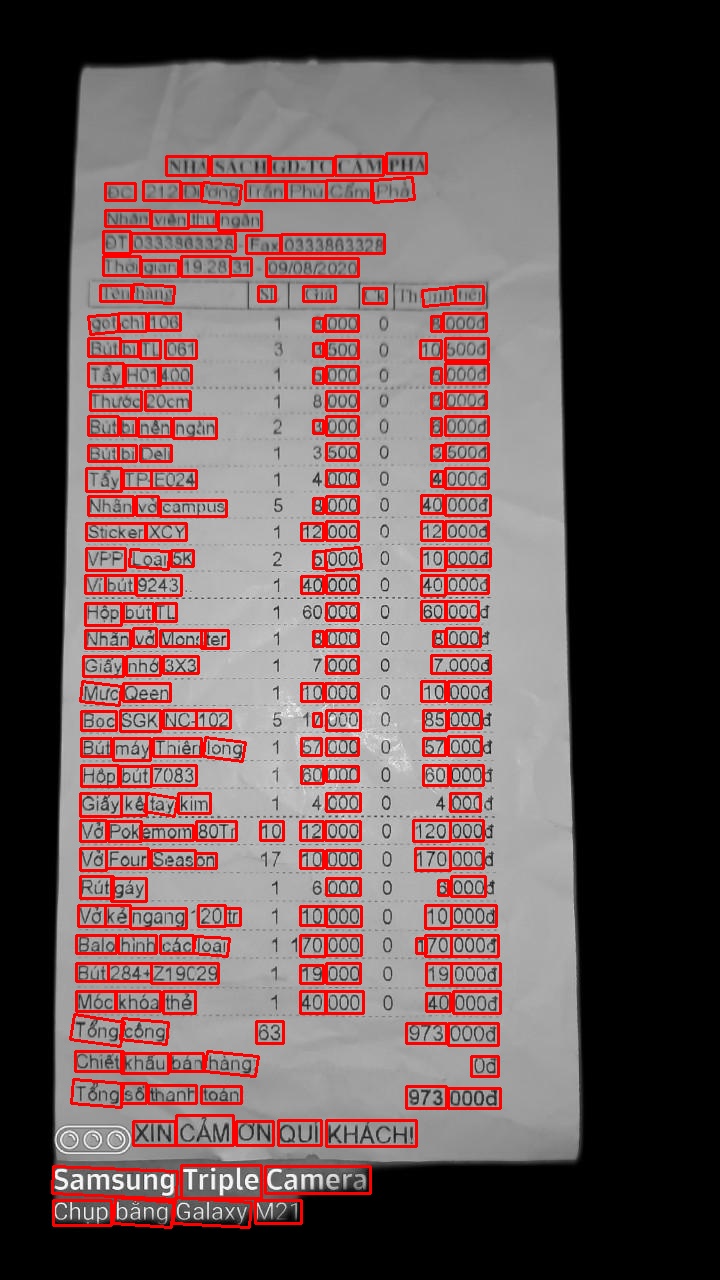 NHÀ SÁCH GD-TC CẨM PHẢ
ĐC 212 Đường Trần Phú Cẩm Phả
Nhân viên thu ngân
ĐT 0333863328 - Fax 0333863328
Thời gian 19:28:31 - 09/08/2020
Tên hàng SL Giá Ck Thành tiền
gọt chì 106 1 8.000 0 8.000đ
Bút bi TL 061 3 3.500 0 10.500đ
Tẩy H01400 1 0
Thước 20cm 1 8.000 0 8.000đ
Bút bi nên ngàn 2 3.000 0 6.000đ
Bút bi Deli 1 3.500 0 3.500đ
Tẩy TP-E024 1 4.000 0 4.000đ
Nhãn vở campus 5 8.000 0 40.000đ
Sticker XCY 1 12.000 0 12.000đ
VPP Loại 5K 2 5.000 0 10.000đ
Ví bút 9243 1 40.000 0 40.000đ
Hộp bút TL 1 60.000 0 60.000đ
Nhãn vở Monster 1 8.000 0 8.000đ
Giấy nhớ 3X3 1 7.000 0 7.000đ
Mực Qeen 1 10.000 0 10.000đ
Bọc SGK NC-102 5 17.000 0 85.000đ
Bút máy Thiên long 1 57.000 0 57.000đ
Hộp bút 7083 1 60.000 0 60.000đ
Giấy kê tay kim 1 4.000 0 4.000đ
Vở Pokemom 80Tr 10 12.000 0 120.000đ
Vở Four Season 17 10.000 0 170.000đ
Rút gáy 1 6.000 0 6.000đ
Vở kẻ ngang 120 tr 1 10.000 0 10.000đ
Balo hình các loại 1 170.000 0 170.000đ
Bút 284+Z19029 1 19.000 0 19.000đ
Móc khóa thẻ 1 40.000 0 40.000đ
Tổng cộng 63 973.000đ
Chiết khấu bán hàng 0đ
Tổng số thanh toán 973.000đ
XIN CẢM ƠN QUÍ KHÁCH!
Samsung Triple Camera
Chụp bằng Galaxy M21